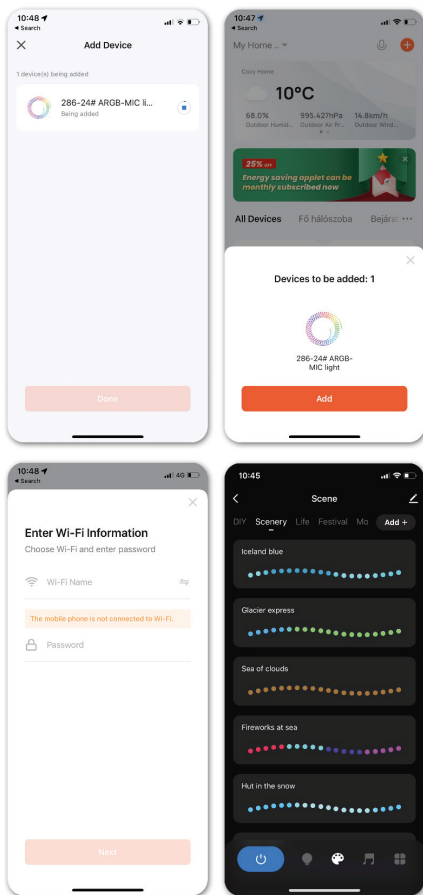 10:48
Search
Add Device
1 device(s) being added
286-24# ARGB-MIC li...
Being added
Done
10:47
Search
My Home ...
Cozy Home
10°C
68.0%
995.427hPa
14.8km/h
Outdoor Humid...
Outdoor Air Pr...
Outdoor Wind...
25% OFF
Energy saving applet can be
monthly subscribed now
All Devices
Fő hálószoba
Bejára
Devices to be added: 1
286-24# ARGB-
MIC light
Add
10:48
Search
4G
Enter Wi-Fi Information
Choose Wi-Fi and enter password
Wi-Fi Name
The mobile phone is not connected to Wi-Fi.
Password
Next
10:45
Scene
DIY
Scenery
Life
Festival
Mo
Add +
Iceland blue
Glacier express
Sea of clouds
Fireworks at sea
Hut in the snow